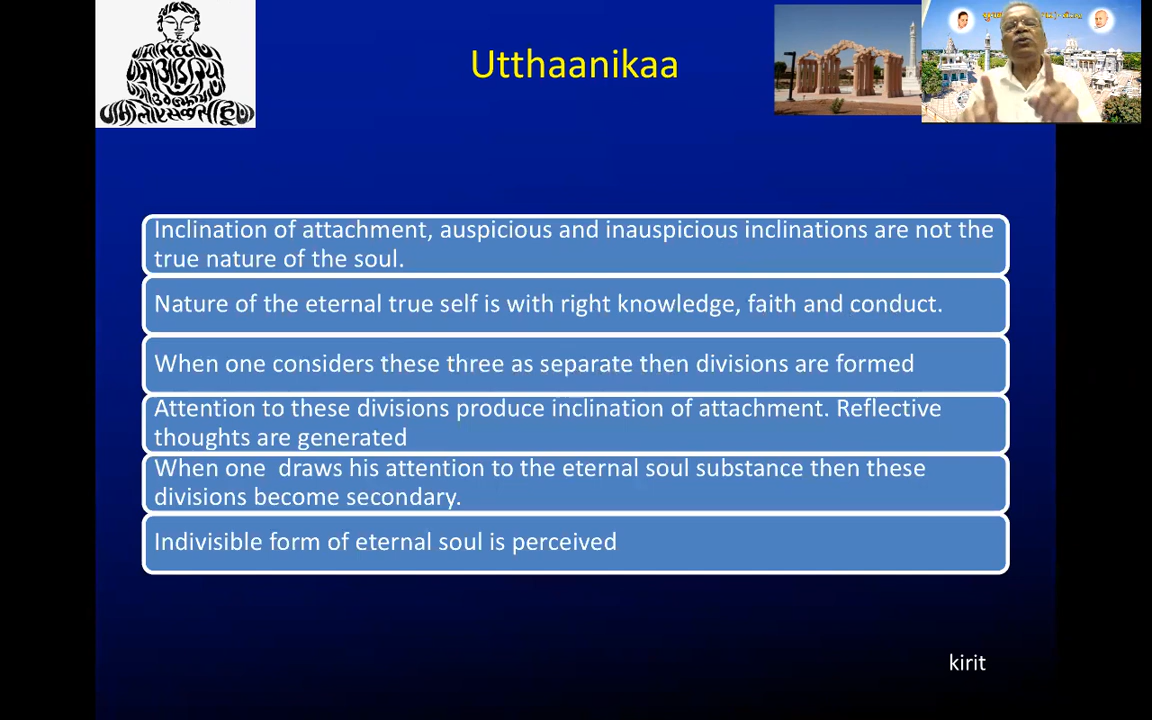 Utthaanikaa
Inclination of attachment, auspicious and inauspicious inclinations are not the
true nature of the soul.
Nature of the eternal true self is with right knowledge, faith and conduct.
When one considers these three as separate then divisions are formed
Attention to these divisions produce inclination of attachment. Reflective
thoughts are generated
When one  draws his attention to the eternal soul substance then these
divisions become secondary.
Indivisible form of eternal soul is perceived
kirit